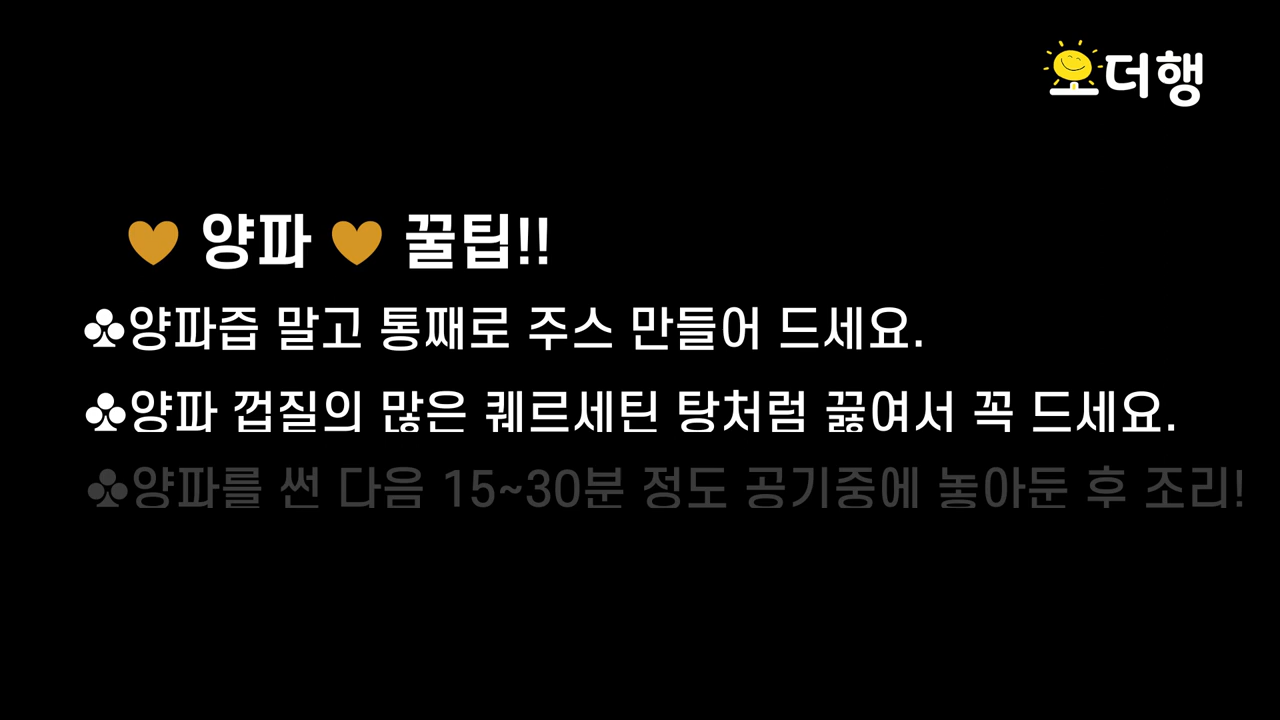 오더행
🧡 양파 🧡 꿀팁!!
♣양파즙 말고 통째로 주스 만들어 드세요.
♣양파 껍질의 많은 퀘르세틴 탕처럼 끓여서 꼭 드세요.
♣양파를 썬 다음 15~30분 정도 공기중에 놓아둔 후 조리!